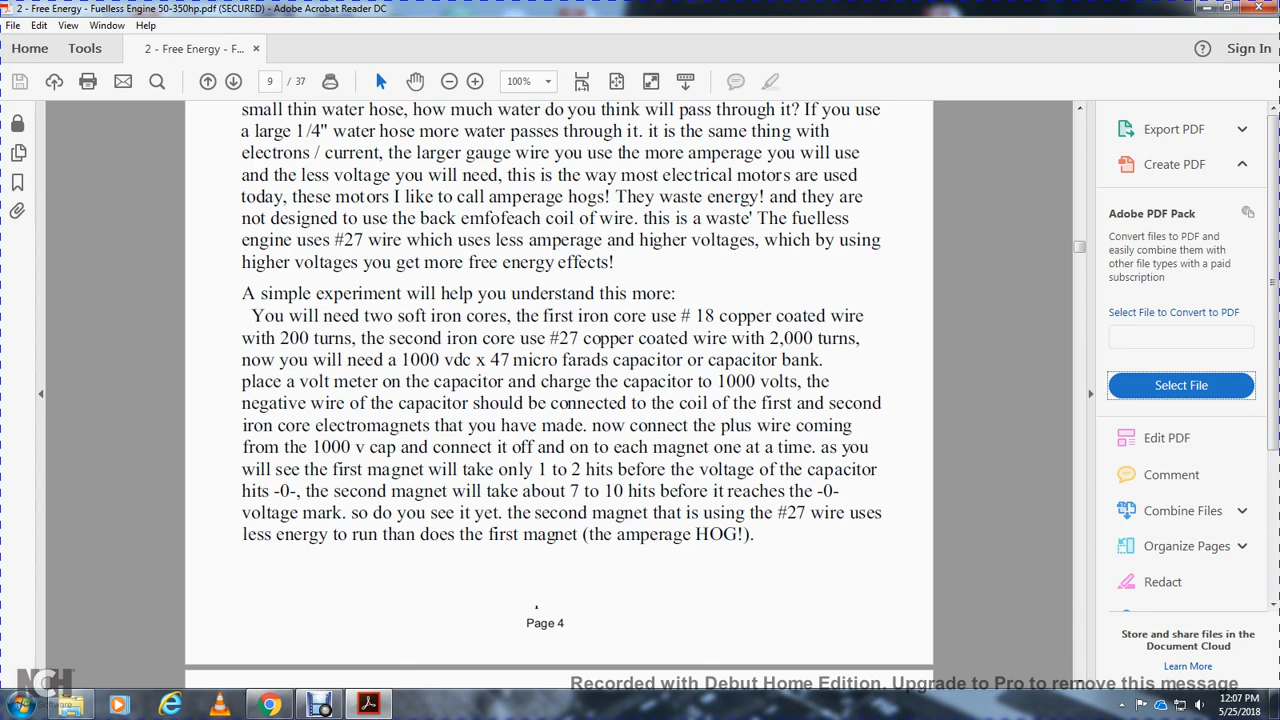 2 - Free Energy - Fuelless Engine 50-350hp.pdf (SECURED) - Adobe Acrobat Reader DC
File Edit View Window Help
Home Tools 2 - Free Energy - F... × Sign In
9 / 37 100%
small thin water hose, how much water do you think will pass through it? If you use
a large 1/4" water hose more water passes through it. it is the same thing with
electrons / current, the larger gauge wire you use the more amperage you will use
and the less voltage you will need, this is the way most electrical motors are used
today, these motors I like to call amperage hogs! They waste energy! and they are
not designed to use the back emfofeach coil of wire. this is a waste' The fuelless
engine uses #27 wire which uses less amperage and higher voltages, which by using
higher voltages you get more free energy effects!
A simple experiment will help you understand this more:
You will need two soft iron cores, the first iron core use # 18 copper coated wire
with 200 turns, the second iron core use #27 copper coated wire with 2,000 turns,
now you will need a 1000 vdc x 47 micro farads capacitor or capacitor bank.
place a volt meter on the capacitor and charge the capacitor to 1000 volts, the
negative wire of the capacitor should be connected to the coil of the first and second
iron core electromagnets that you have made. now connect the plus wire coming
from the 1000 v cap and connect it off and on to each magnet one at a time. as you
will see the first magnet will take only 1 to 2 hits before the voltage of the capacitor
hits -0-, the second magnet will take about 7 to 10 hits before it reaches the -0-
voltage mark. so do you see it yet. the second magnet that is using the #27 wire uses
less energy to run than does the first magnet (the amperage HOG!).
Page 4
Export PDF
Create PDF
Adobe PDF Pack
Convert files to PDF and
easily combine them with
other file types with a paid
subscription
Select File to Convert to PDF
Select File
Edit PDF
Comment
Combine Files
Organize Pages
Redact
Store and share files in the
Document Cloud
Learn More
NCH
Software
Recorded with Debut Home Edition. Upgrade to Pro to remove this message
12:07 PM
5/25/2018